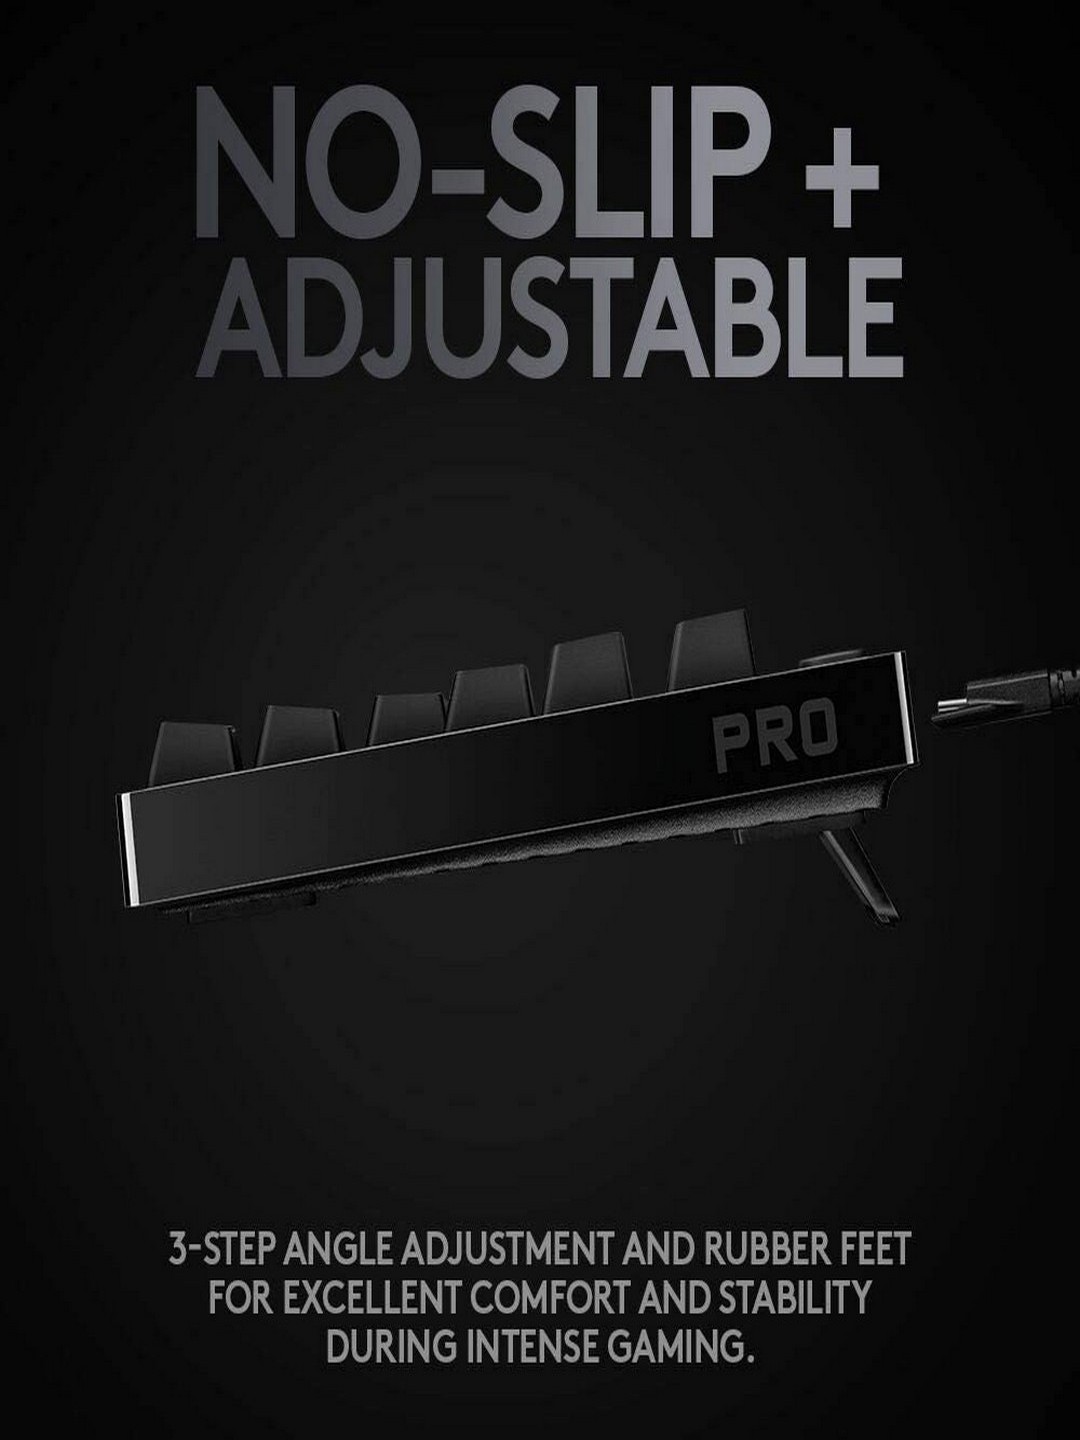 NO-SLIP +
ADJUSTABLE
PRO
3-STEP ANGLE ADJUSTMENT AND RUBBER FEET
FOR EXCELLENT COMFORT AND STABILITY
DURING INTENSE GAMING.